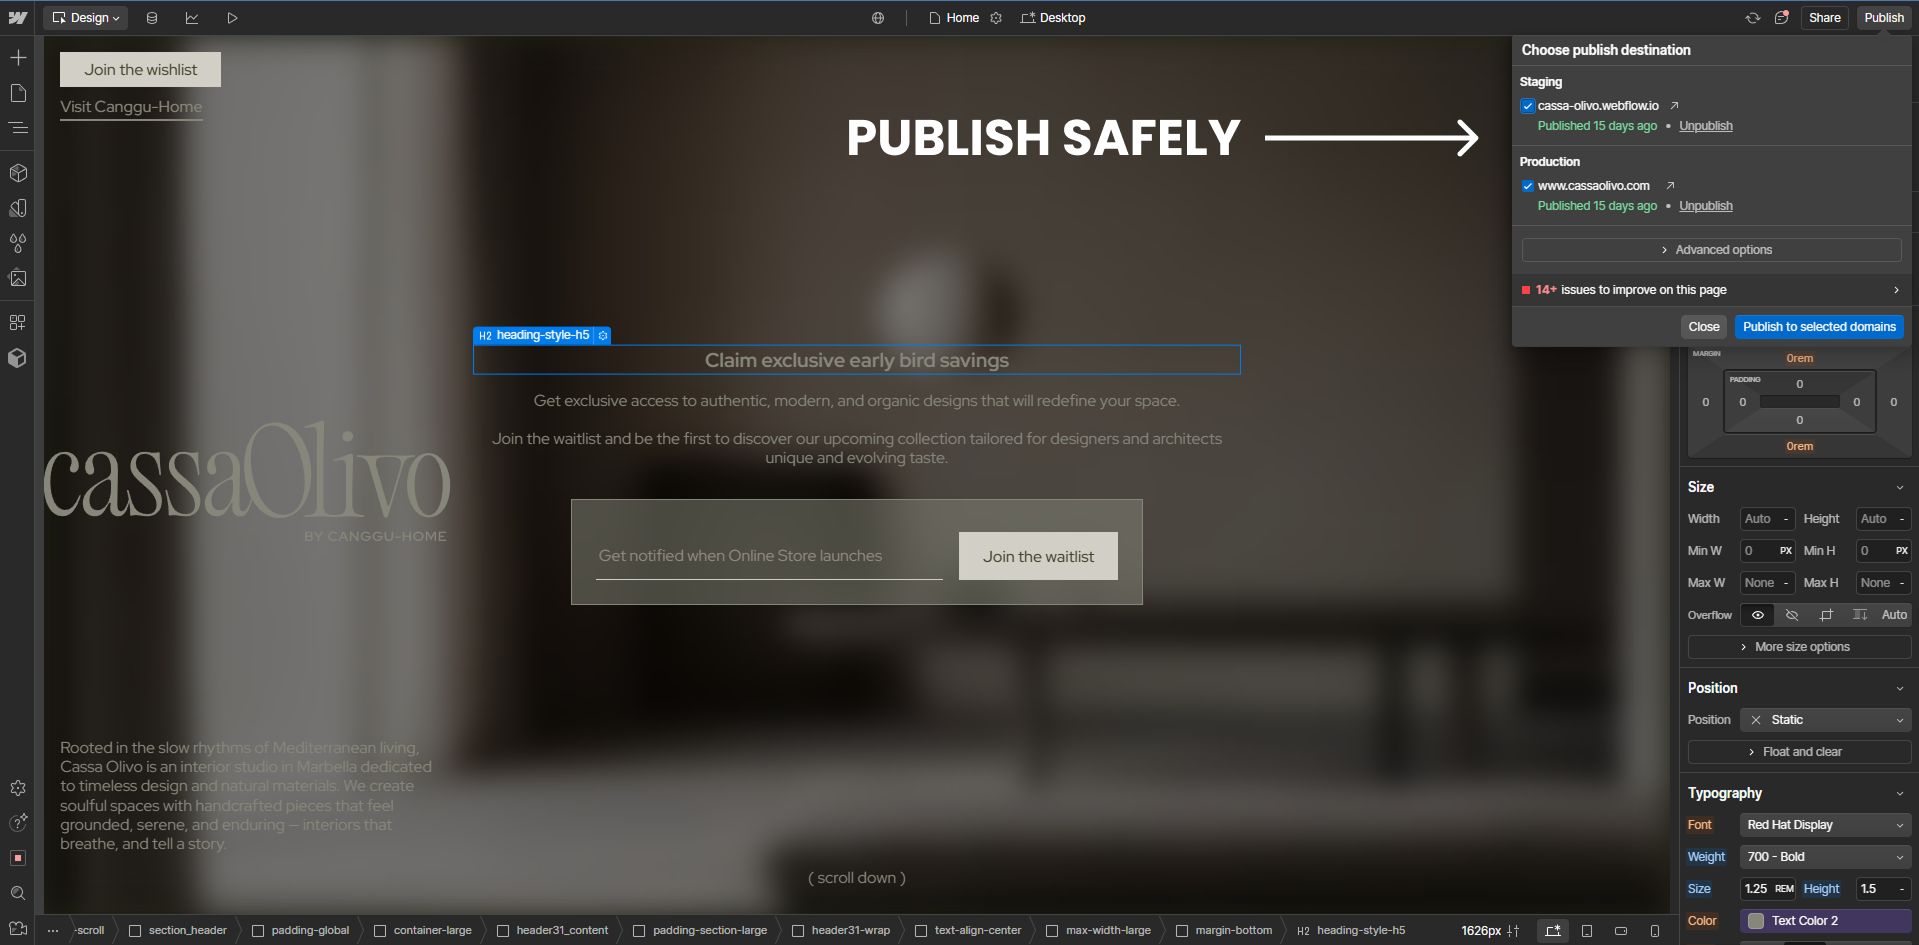 Design
Home
Desktop
Share
Publish
Join the wishlist
Visit Canggu-Home
PUBLISH SAFELY
Choose publish destination
Staging
cassa-olivo.webflow.io
Published 15 days ago • Unpublish
Production
www.cassaolivo.com
Published 15 days ago • Unpublish
Advanced options
14+ issues to improve on this page
Close
Publish to selected domains
H2 heading-style-h5
Claim exclusive early bird savings
Get exclusive access to authentic, modern, and organic designs that will redefine your space.
Join the waitlist and be the first to discover our upcoming collection tailored for designers and architects
unique and evolving taste.
cassaOlivo
BY CANGGU-HOME
Get notified when Online Store launches
Join the waitlist
Rooted in the slow rhythms of Mediterranean living,
Cassa Olivo is an interior studio in Marbella dedicated
to timeless design and natural materials. We create
soulful spaces with handcrafted pieces that feel
grounded, serene, and enduring – interiors that
breathe, and tell a story.
( scroll down )
MARGIN
0rem
PADDING
0
0 0 0 0
0
0rem
Size
Width Auto - Height Auto -
Min W 0 PX Min H 0 PX
Max W None - Max H None -
Overflow Auto
More size options
Position
Position Static
Float and clear
Typography
Font Red Hat Display
Weight 700 - Bold
Size 1.25 REM Height 1.5 -
Color Text Color 2
... -scroll section_header padding-global container-large header31_content padding-section-large header31-wrap text-align-center max-width-large margin-bottom H2 heading-style-h5 1626px